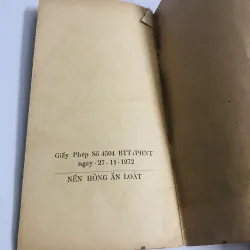 Giấy Phép Số 4504 BTT/PHNT
ngày 27-11-1972
NẾN HỒNG ẤN LOÁT